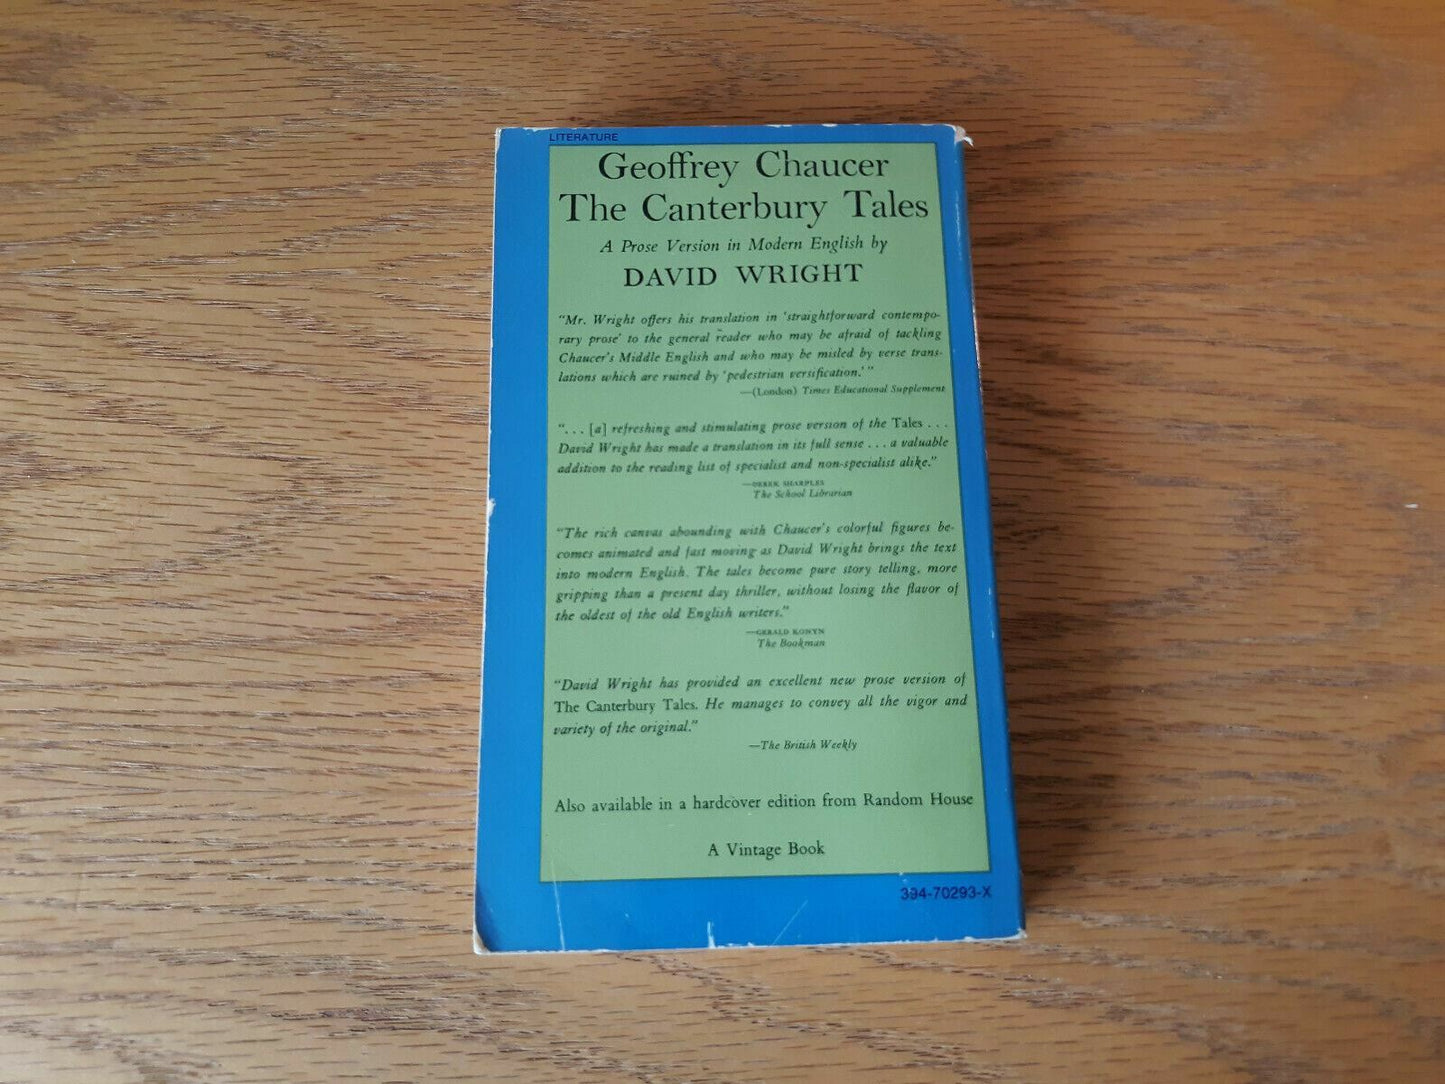 LITERATURE
Geoffrey Chaucer
The Canterbury Tales
A Prose Version in Modern English by
DAVID WRIGHT
"Mr. Wright offers his translation in 'straightforward contempo-
rary prose' to the general reader who may be afraid of tackling
Chaucer's Middle English and who may be misled by verse trans-
lations which are ruined by 'pedestrian versification.'"
—(London) Times Educational Supplement
". . . [a] refreshing and stimulating prose version of the Tales . . .
David Wright has made a translation in its full sense . . . a valuable
addition to the reading list of specialist and non-specialist alike."
—DEREK SHARPLES
The School Librarian
"The rich canvas abounding with Chaucer's colorful figures be-
comes animated and fast moving as David Wright brings the text
into modern English. The tales become pure story telling, more
gripping than a present day thriller, without losing the flavor of
the oldest of the old English writers."
—GERALD KOWYN
The Bookman
"David Wright has provided an excellent new prose version of
The Canterbury Tales. He manages to convey all the vigor and
variety of the original."
—The British Weekly
Also available in a hardcover edition from Random House
A Vintage Book
394-70293-X